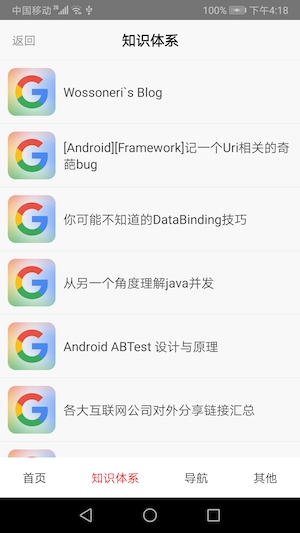 中国移动 100% 下午4:18
返回 知识体系
Wossoneri`s Blog
[Android][Framework]记一个Uri相关的奇
葩bug
你可能不知道的DataBinding技巧
从另一个角度理解java并发
Android ABTest 设计与原理
各大互联网公司对外分享链接汇总
首页 知识体系 导航 其他